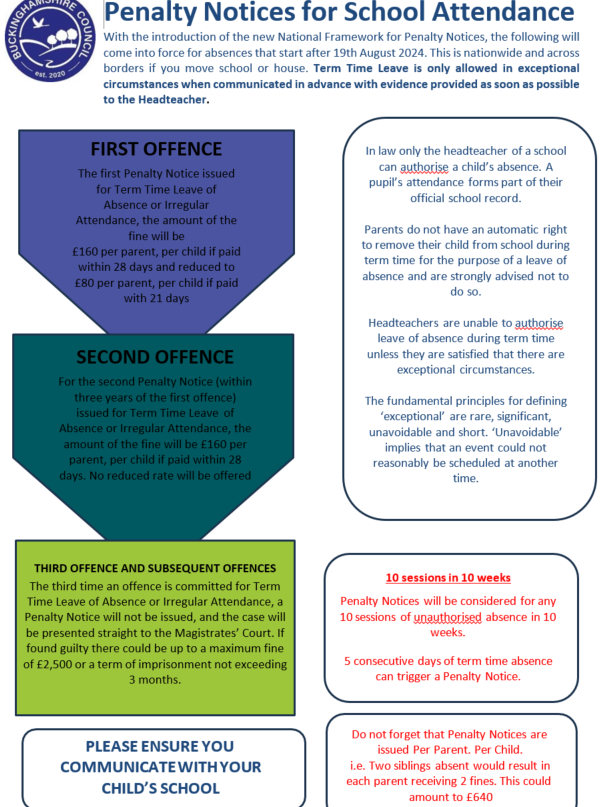 Penalty Notices for School Attendance
BUCKINGHAMSHIRE COUNCIL
est. 2020
With the introduction of the new National Framework for Penalty Notices, the following will
come into force for absences that start after 19th August 2024. This is nationwide and across
borders if you move school or house. Term Time Leave is only allowed in exceptional
circumstances when communicated in advance with evidence provided as soon as possible
to the Headteacher.
FIRST OFFENCE
The first Penalty Notice issued
for Term Time Leave of
Absence or Irregular
Attendance, the amount of the
fine will be
£160 per parent, per child if paid
within 28 days and reduced to
£80 per parent, per child if paid
with 21 days
SECOND OFFENCE
For the second Penalty Notice (within
three years of the first offence)
issued for Term Time Leave of
Absence or Irregular Attendance, the
amount of the fine will be £160 per
parent, per child if paid within 28
days. No reduced rate will be offered
THIRD OFFENCE AND SUBSEQUENT OFFENCES
The third time an offence is committed for Term
Time Leave of Absence or Irregular Attendance, a
Penalty Notice will not be issued, and the case will
be presented straight to the Magistrates' Court. If
found guilty there could be up to a maximum fine
of £2,500 or a term of imprisonment not exceeding
3 months.
PLEASE ENSURE YOU
COMMUNICATE WITH YOUR
CHILD'S SCHOOL
In law only the headteacher of a school
can authorise a child's absence. A
pupil's attendance forms part of their
official school record.
Parents do not have an automatic right
to remove their child from school during
term time for the purpose of a leave of
absence and are strongly advised not to
do so.
Headteachers are unable to authorise
leave of absence during term time
unless they are satisfied that there are
exceptional circumstances.
The fundamental principles for defining
'exceptional' are rare, significant,
unavoidable and short. 'Unavoidable'
implies that an event could not
reasonably be scheduled at another
time.
10 sessions in 10 weeks
Penalty Notices will be considered for any
10 sessions of unauthorised absence in 10
weeks.
5 consecutive days of term time absence
can trigger a Penalty Notice.
Do not forget that Penalty Notices are
issued Per Parent. Per Child.
i.e. Two siblings absent would result in
each parent receiving 2 fines. This could
amount to £640